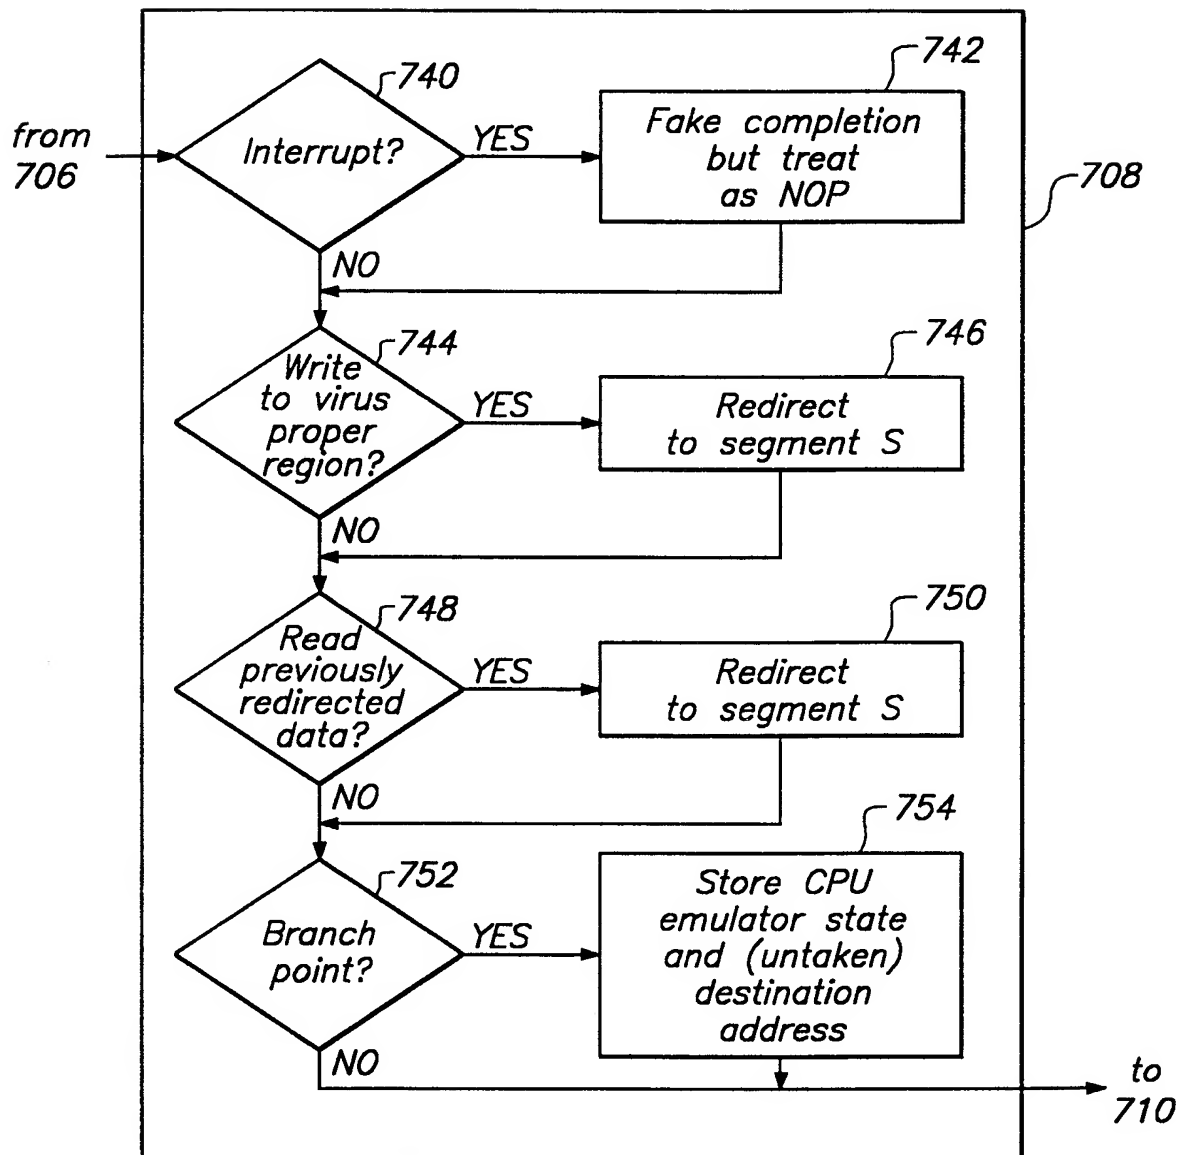 740
742
from
706
Interrupt?
YES
Fake completion
but treat
as NOP
708
NO
744
746
Write
to virus
proper
region?
YES
Redirect
to segment S
NO
748
750
Read
previously
redirected
data?
YES
Redirect
to segment S
NO
752
754
Branch
point?
YES
Store CPU
emulator state
and (untaken)
destination
address
NO
to
710